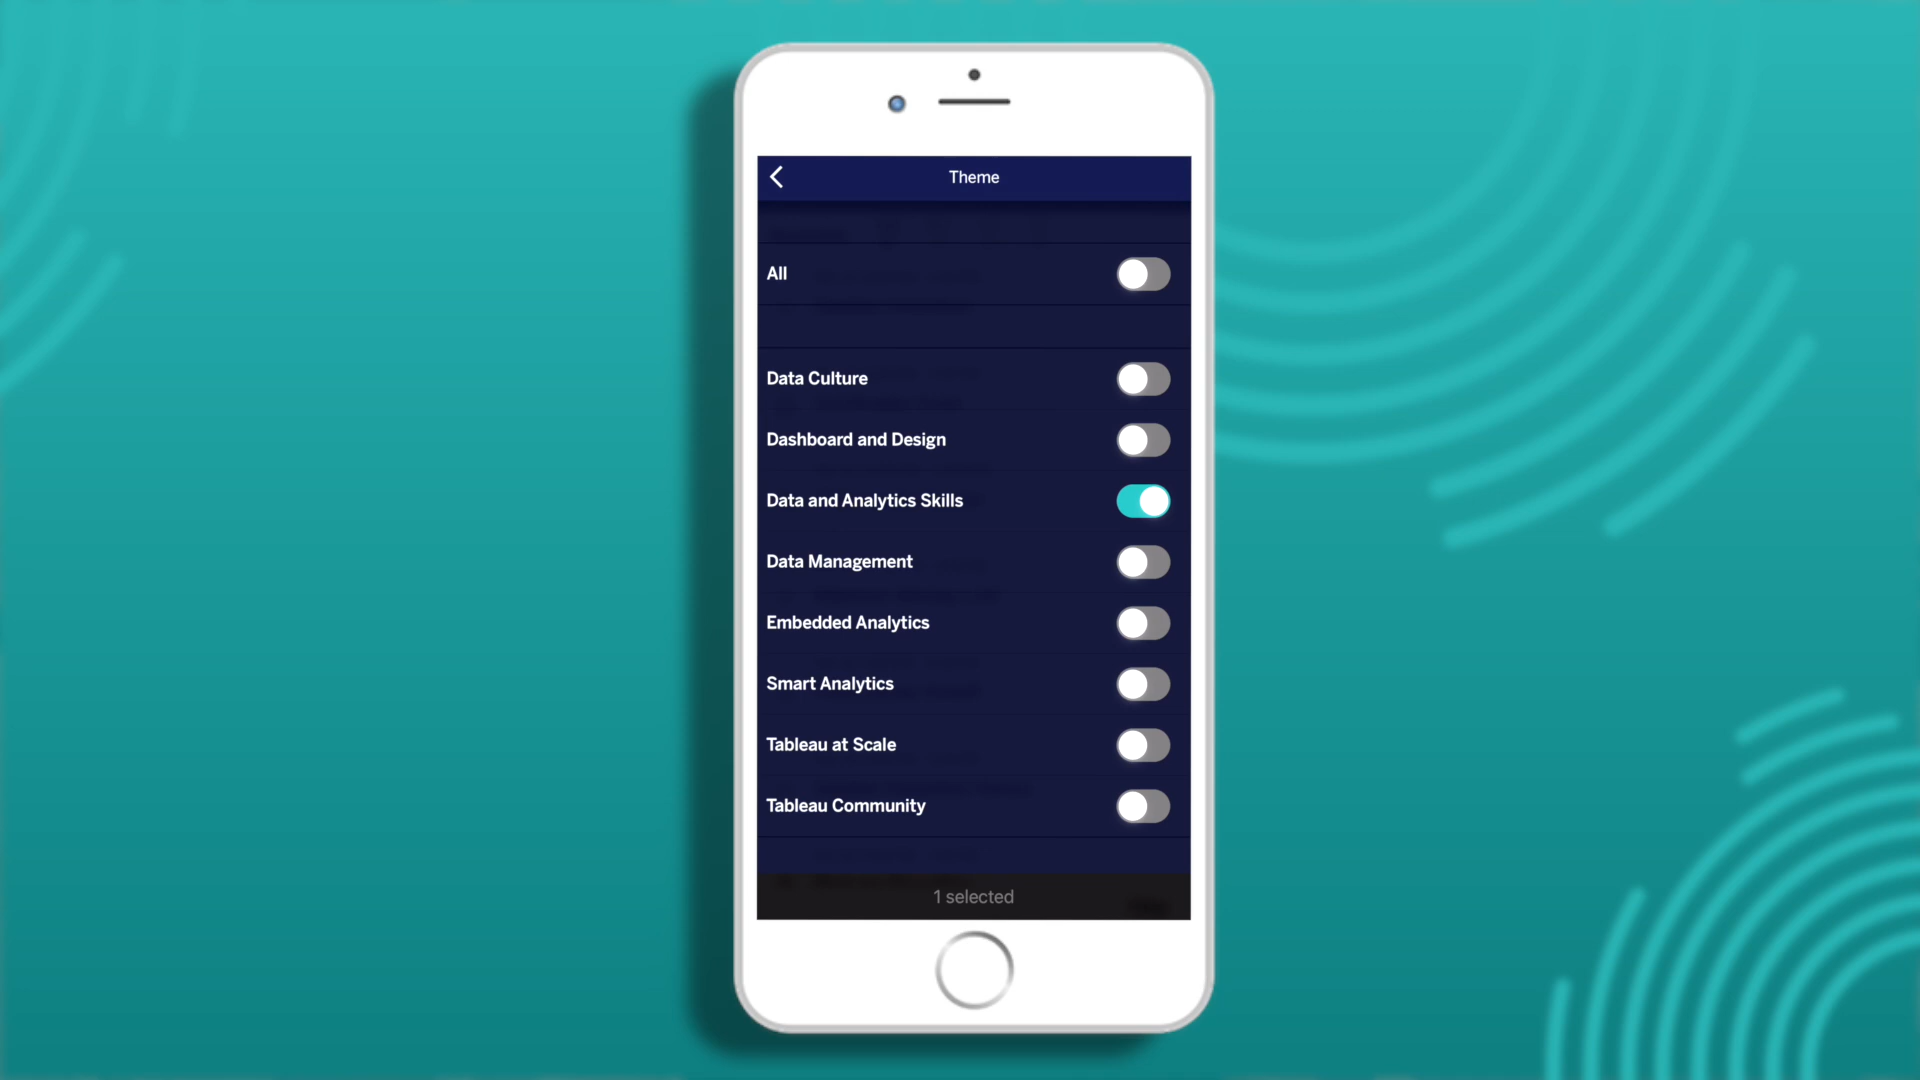 Theme
All
Data Culture
Dashboard and Design
Data and Analytics Skills
Data Management
Embedded Analytics
Smart Analytics
Tableau at Scale
Tableau Community
1 selected